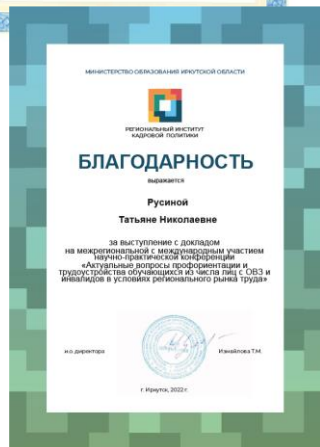 МИНИСТЕРСТВО ОБРАЗОВАНИЯ ИРКУТСКОЙ ОБЛАСТИ
РЕГИОНАЛЬНЫЙ ИНСТИТУТ
КАДРОВОЙ ПОЛИТИКИ
БЛАГОДАРНОСТЬ
выражается
Русиной
Татьяне Николаевне
за выступление с докладом
на межрегиональной с международным участием
научно-практической конференции
«Актуальные вопросы профориентации и
трудоустройства обучающихся из числа лиц с ОВЗ и
инвалидов в условиях регионального рынка труда»
и.о. директора
Измайлова Т.М.
г. Иркутск, 2022 г.